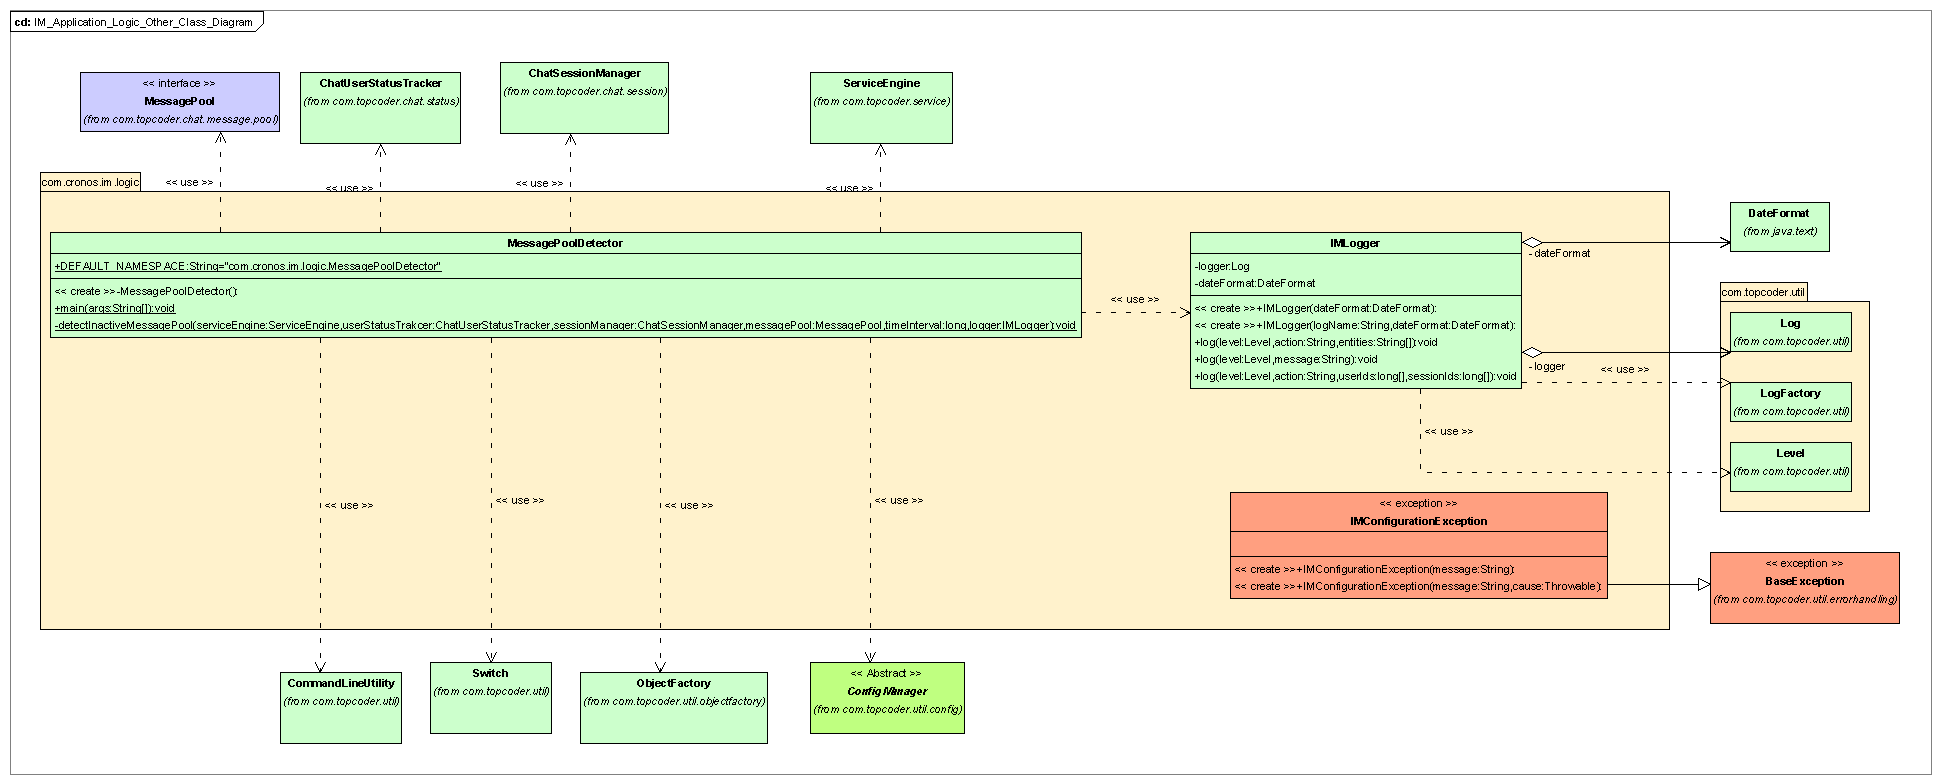 cd: IM_Application_Logic_Other_Class_Diagram
<< interface >>
MessagePool
(from com.topcoder.chat.message.pool)
ChatUserStatusTracker
(from com.topcoder.chat.status)
ChatSessionManager
(from com.topcoder.chat.session)
ServiceEngine
(from com.topcoder.service)
com.cronos.im.logic
<< use >>
<< use >>
<< use >>
<< use >>
MessagePoolDetector
+DEFAULT_NAMESPACE:String="com.cronos.im.logic.MessagePoolDetector"
<< create >>-MessagePoolDetector():
+main(args:String[]):void
-detectInactiveMessagePool(serviceEngine:ServiceEngine,userStatusTrakcer:ChatUserStatusTracker,sessionManager:ChatSessionManager,messagePool:MessagePool,timeInterval:long,logger:IMLogger):void
<< use >>
IMLogger
-logger:Log
-dateFormat:DateFormat
<< create >>+IMLogger(dateFormat:DateFormat):
<< create >>+IMLogger(logName:String,dateFormat:DateFormat):
+log(level:Level,action:String,entities:String[]):void
+log(level:Level,message:String):void
+log(level:Level,action:String,userIds:long[],sessionIds:long[]):void
-dateFormat
DateFormat
(from java.text)
com.topcoder.util
Log
(from com.topcoder.util)
-logger
<< use >>
LogFactory
(from com.topcoder.util)
<< use >>
Level
(from com.topcoder.util)
<< use >>
<< use >>
<< use >>
<< use >>
<< exception >>
IMConfigurationException
<< create >>+IMConfigurationException(message:String):
<< create >>+IMConfigurationException(message:String,cause:Throwable):
<< exception >>
BaseException
(from com.topcoder.util.errorhandling)
CommandLineUtility
(from com.topcoder.util)
Switch
(from com.topcoder.util)
ObjectFactory
(from com.topcoder.util.objectfactory)
<< Abstract >>
ConfigManager
(from com.topcoder.util.config)